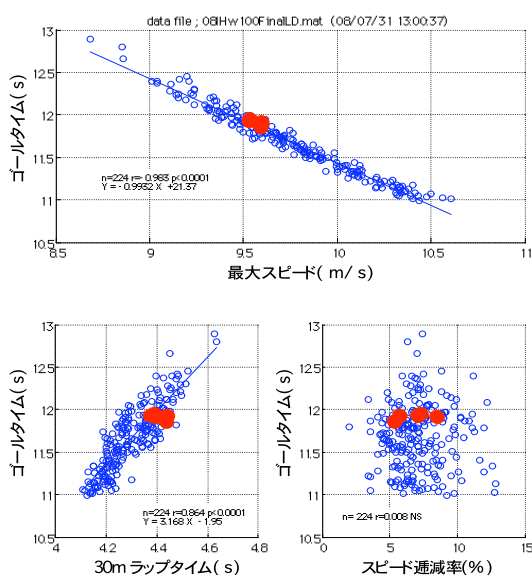 data file ; 08IHw100FinalLD.mat (08/07/31 13:00:37)
13
12.5
12
11.5
11
10.5
ゴールタイム(s)
n=224 r=- 0.983 p<0.0001
Y = - 0.9932 X +21.37
8.5 9 9.5 10 10.5 11
最大スピード( m/ s)
13
12.5
12
11.5
11
10.5
ゴールタイム(s)
n=224 r=0.864 p<0.0001
Y = 3.168 X - 1.95
4 4.2 4.4 4.6 4.8
30m ラップタイム( s)
13
12.5
12
11.5
11
10.5
ゴールタイム(s)
n= 224 r=0.008 NS
0 5 10 15
スピード逓減率(%)